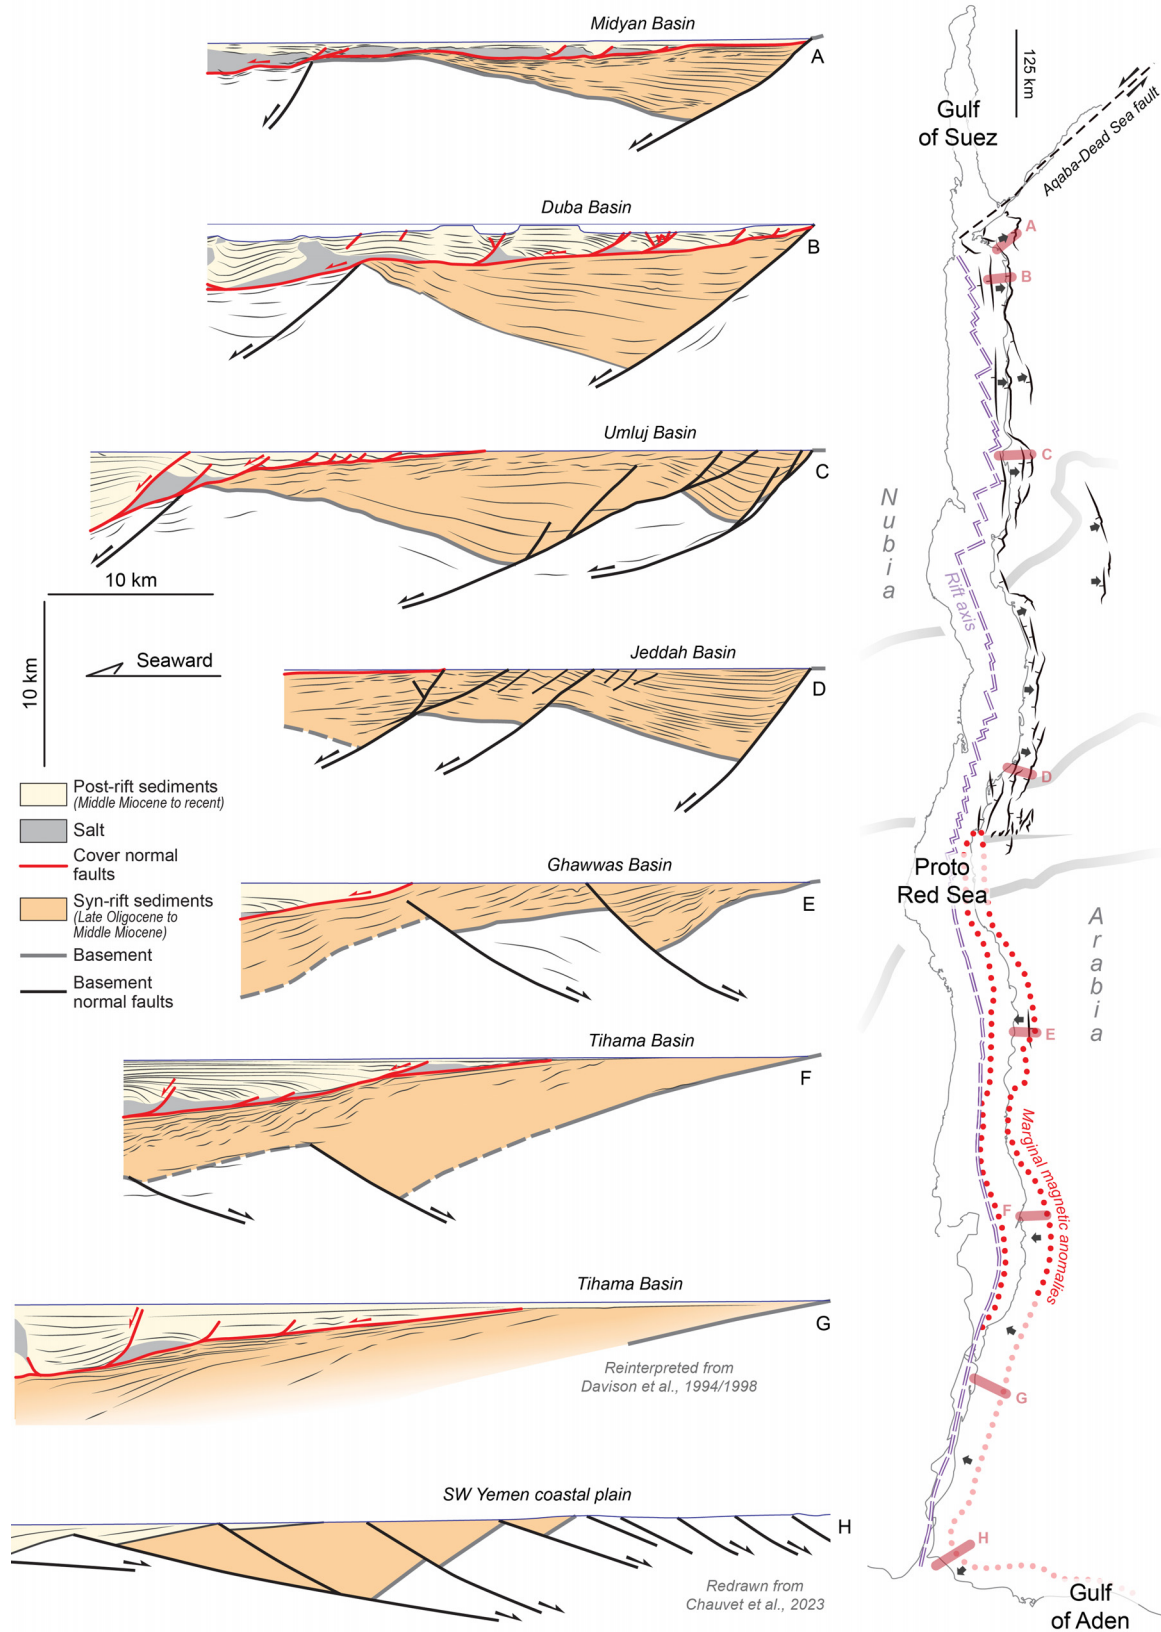 Midyan Basin
A
Duba Basin
B
Umluj Basin
C
10 km
10 km
Seaward
Jeddah Basin
D
Post-rift sediments
(Middle Miocene to recent)
Salt
Cover normal
faults
Syn-rift sediments
(Late Oligocene to
Middle Miocene)
Basement
Basement
normal faults
Ghawwas Basin
E
Tihama Basin
F
Tihama Basin
G
Reinterpreted from
Davison et al., 1994/1998
SW Yemen coastal plain
H
Redrawn from
Chauvet et al., 2023
125 km
Gulf
of Suez
Aqaba-Dead Sea fault
A
B
C
Nubia
Rift axis
D
Proto
Red Sea
Arabia
E
Marginal magnetic anomalies
F
G
H
Gulf
of Aden